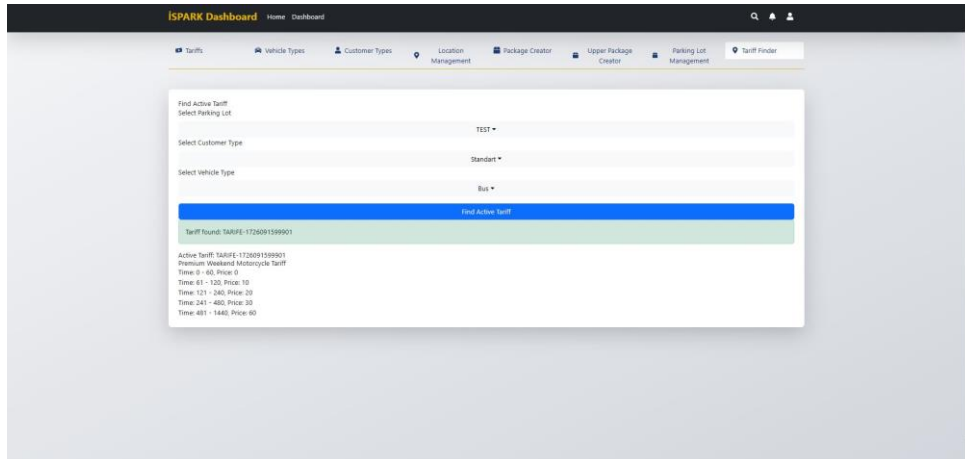 İSPARK Dashboard Home Dashboard
Tariffs Vehicle Types Customer Types Location Management Package Creator Upper Package Creator Parking Lot Management Tariff Finder
Find Active Tariff
Select Parking Lot
TEST
Select Customer Type
Standart
Select Vehicle Type
Bus
Find Active Tariff
Tariff found: TARIFE-1726091599901
Active Tariff: TARIFE-1726091599901
Premium Weekend Motorcycle Tariff
Time: 0 - 60, Price: 0
Time: 61 - 120, Price: 10
Time: 121 - 240, Price: 20
Time: 241 - 480, Price: 30
Time: 481 - 1440, Price: 60